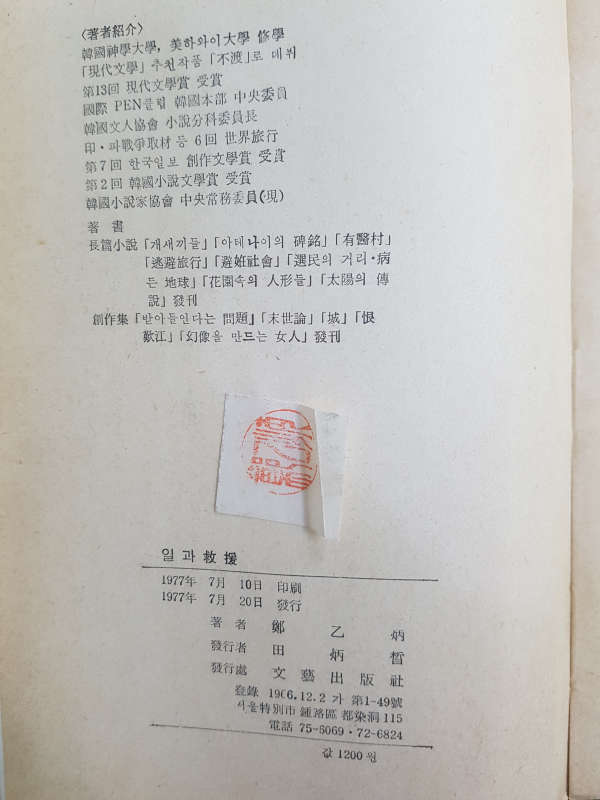 〈著者紹介〉
韓國神學大學, 美하와이大學 修學
「現代文學」 추천작품 「不渡」로 데뷔
第13回 現代文學賞 受賞
國際 PEN클럽 韓國本部 中央委員
韓國文人協會 小說分科委員長
印·파戰爭取材 등 6回 世界旅行
第7回 한국일보 創作文學賞 受賞
第2回 韓國小說文學賞 受賞
韓國小說家協會 中央常務委員(現)
著 書
長篇小說 「개새끼들」「아테나이의 碑銘」「有醫村」
「逃避旅行」「避姙社會」「選民의 거리·病
든 地球」「花園속의 人形들」「太陽의 傳
說」發刊
創作集 「받아들인다는 問題」「末世論」「城」「恨
歎江」「幻像을 만드는 女人」發刊
일과 救援
1977年 7月 10日 印刷
1977年 7月 20日 發行
著 者 鄭 乙 炳
發行者 田 炳 晳
發行處 文 藝 出 版 社
登錄 1966.12.2 가 第1-49號
서울特別市 鍾路區 都染洞 115
電話 75-6069·72-6824
값 1200 원